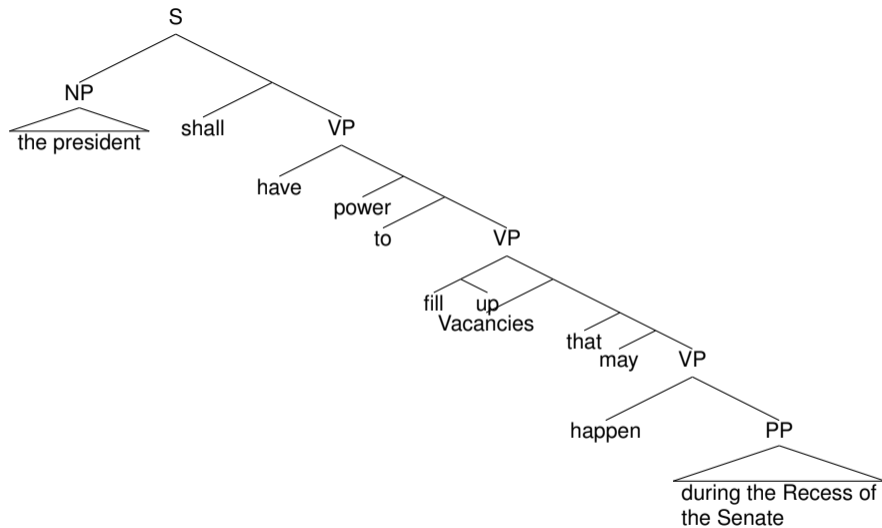 S
NP
the president
shall
VP
have
power
to
VP
fill
up
Vacancies
that
may
VP
happen
PP
during the Recess of
the Senate